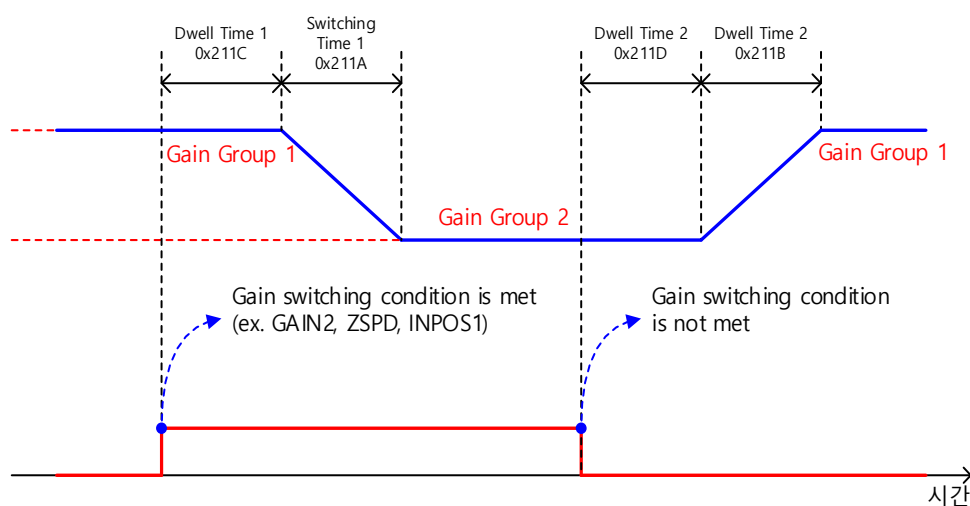 Dwell Time 1
0x211C
Switching
Time 1
0x211A
Dwell Time 2
0x211D
Dwell Time 2
0x211B
Gain Group 1
Gain Group 2
Gain Group 1
Gain switching condition is met
(ex. GAIN2, ZSPD, INPOS1)
Gain switching condition
is not met
시간